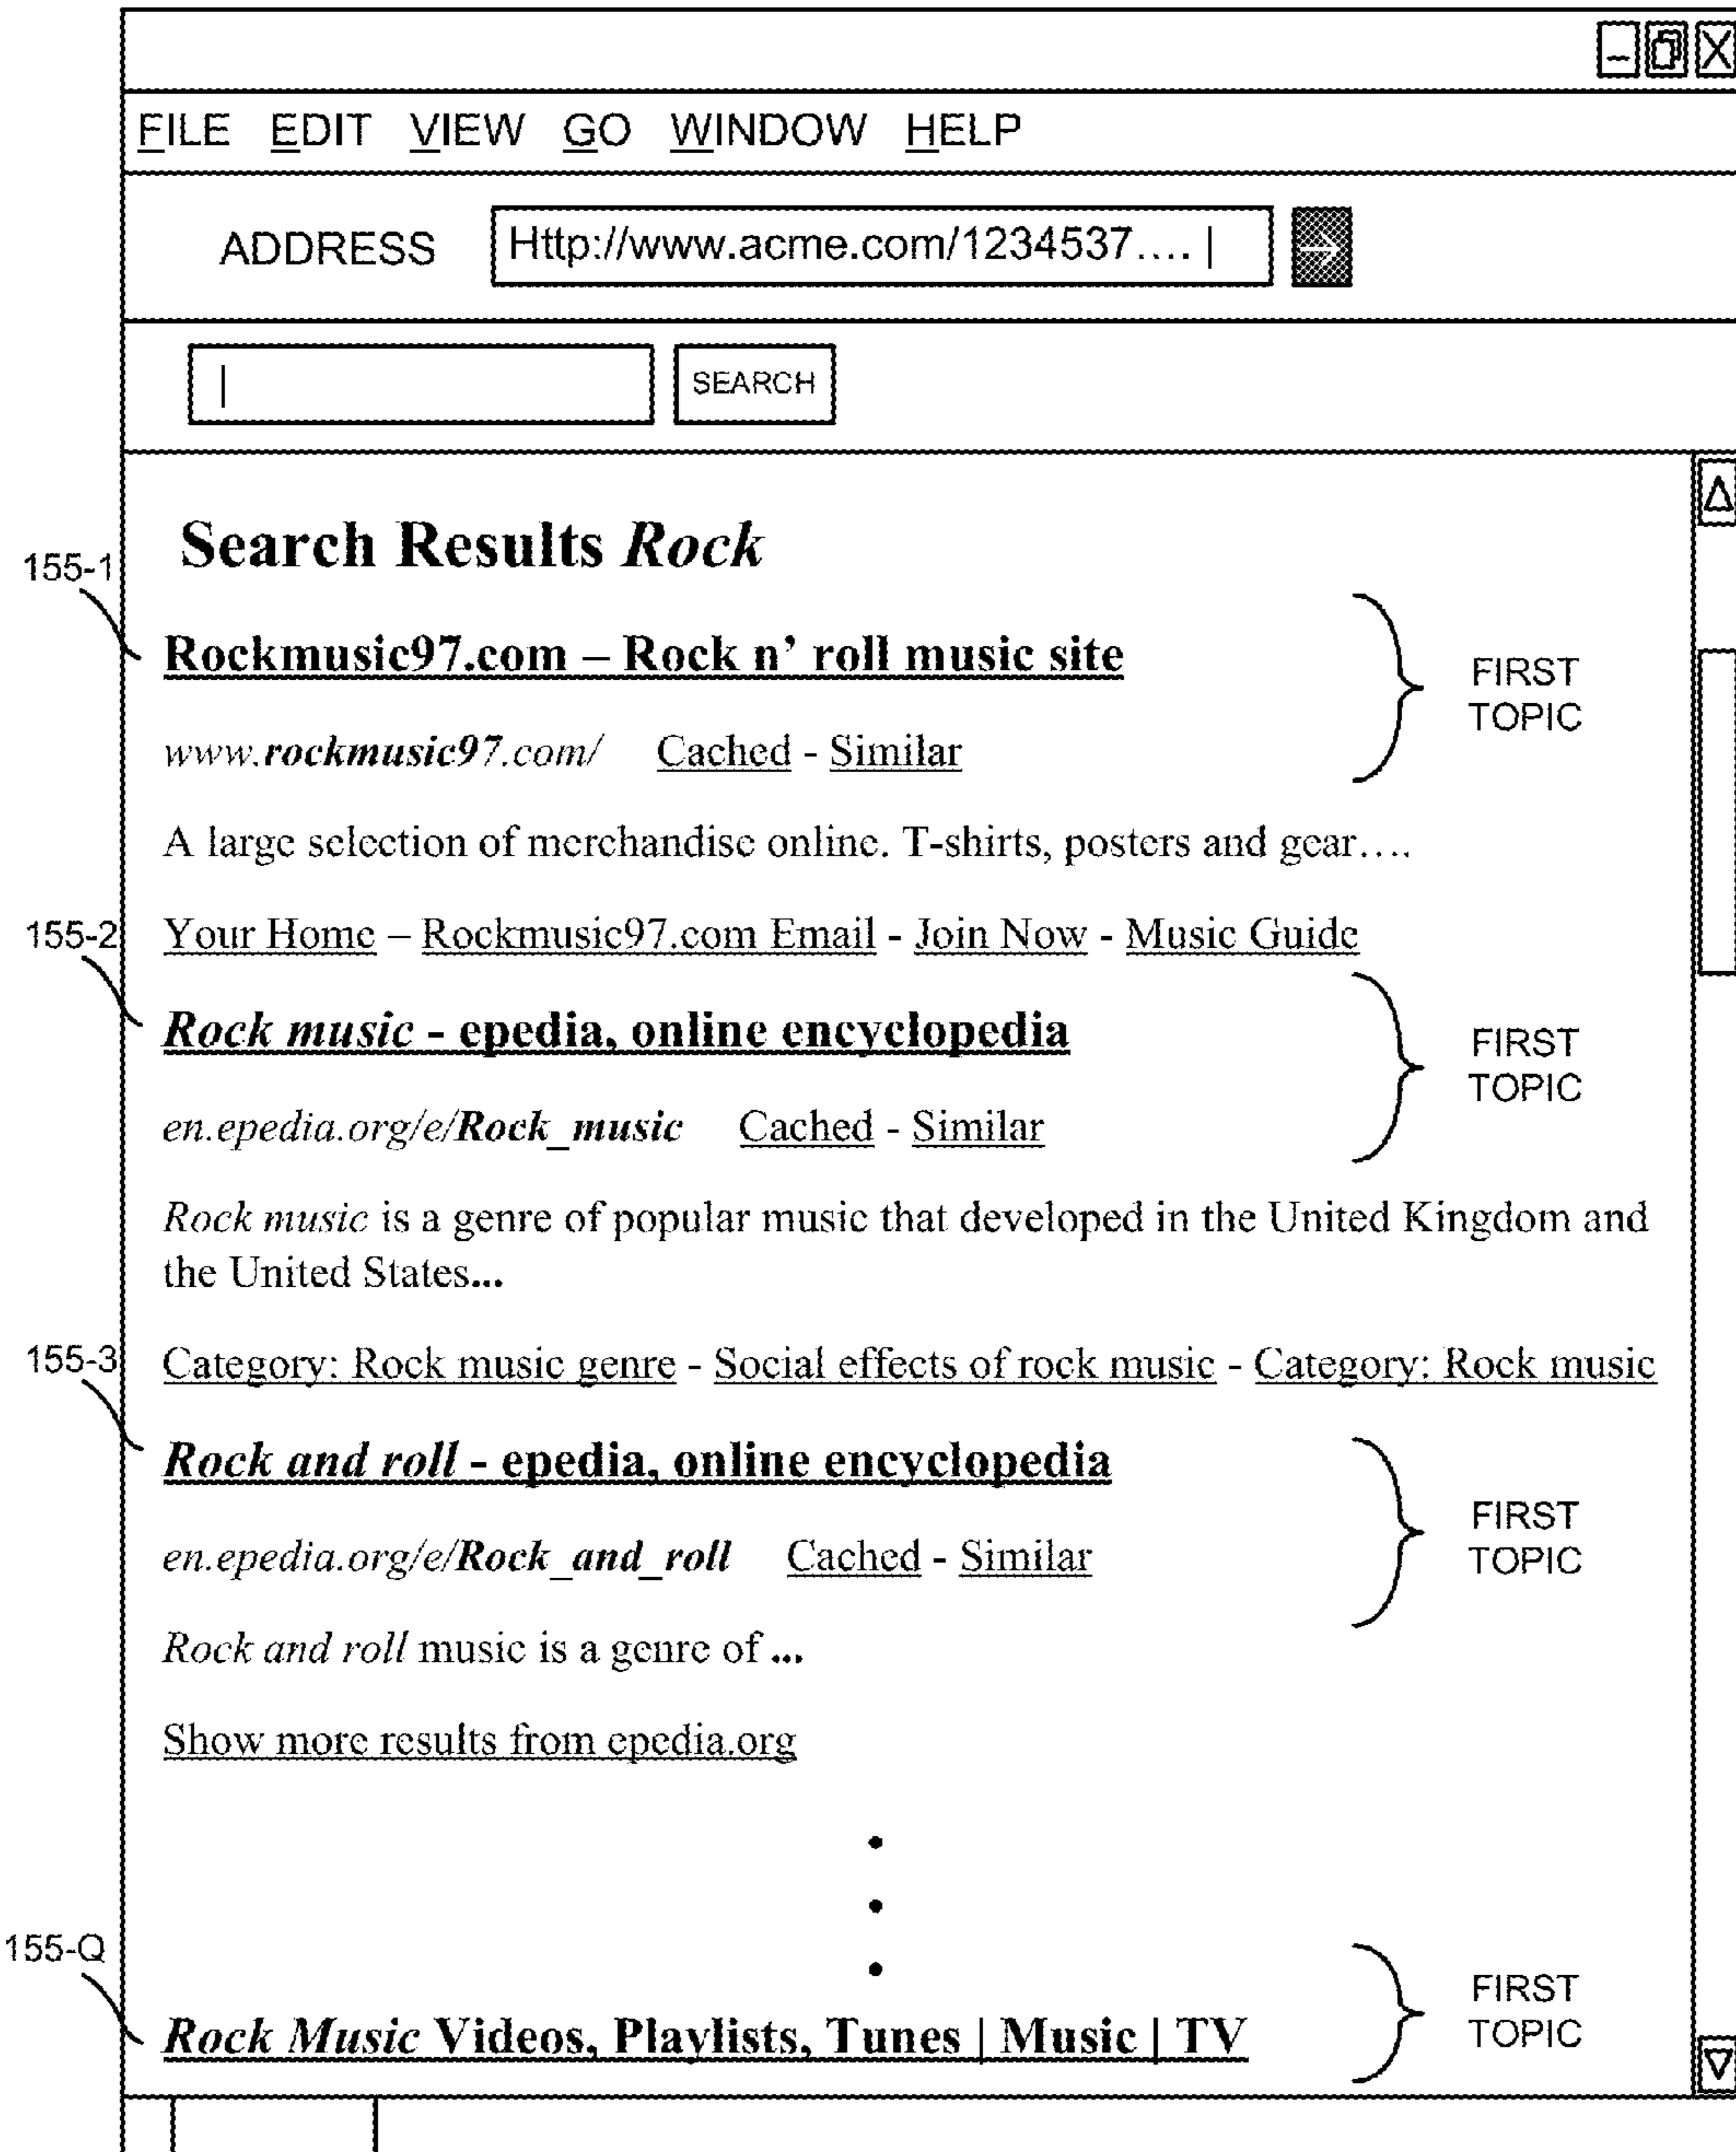 FILE EDIT VIEW GO WINDOW HELP
ADDRESS Http://www.acme.com/1234537.... |
| SEARCH
Search Results Rock
155-1
Rockmusic97.com – Rock n’ roll music site
FIRST
TOPIC
www.rockmusic97.com/ Cached - Similar
A large selection of merchandise online. T-shirts, posters and gear….
155-2
Your Home – Rockmusic97.com Email - Join Now - Music Guide
Rock music - epedia, online encyclopedia
FIRST
TOPIC
en.epedia.org/e/Rock_music Cached - Similar
Rock music is a genre of popular music that developed in the United Kingdom and
the United States...
155-3
Category: Rock music genre - Social effects of rock music - Category: Rock music
Rock and roll - epedia, online encyclopedia
FIRST
TOPIC
en.epedia.org/e/Rock_and_roll Cached - Similar
Rock and roll music is a genre of ...
Show more results from epedia.org
155-Q
Rock Music Videos, Playlists, Tunes | Music | TV
FIRST
TOPIC